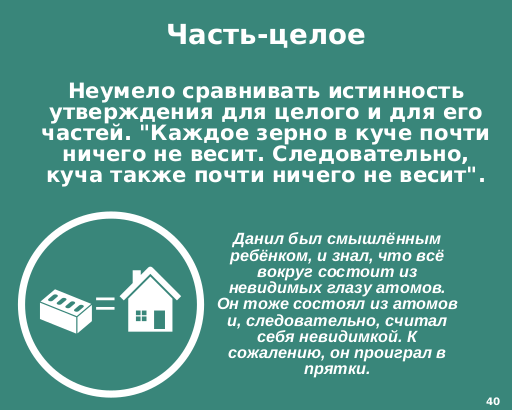 Часть-целое
Неумело сравнивать истинность
утверждения для целого и для его
частей. "Каждое зерно в куче почти
ничего не весит. Следовательно,
куча также почти ничего не весит".
Данил был смышлённым
ребёнком, и знал, что всё
вокруг состоит из
невидимых глазу атомов.
Он тоже состоял из атомов
и, следовательно, считал
себя невидимкой. К
сожалению, он проиграл в
прятки.
40